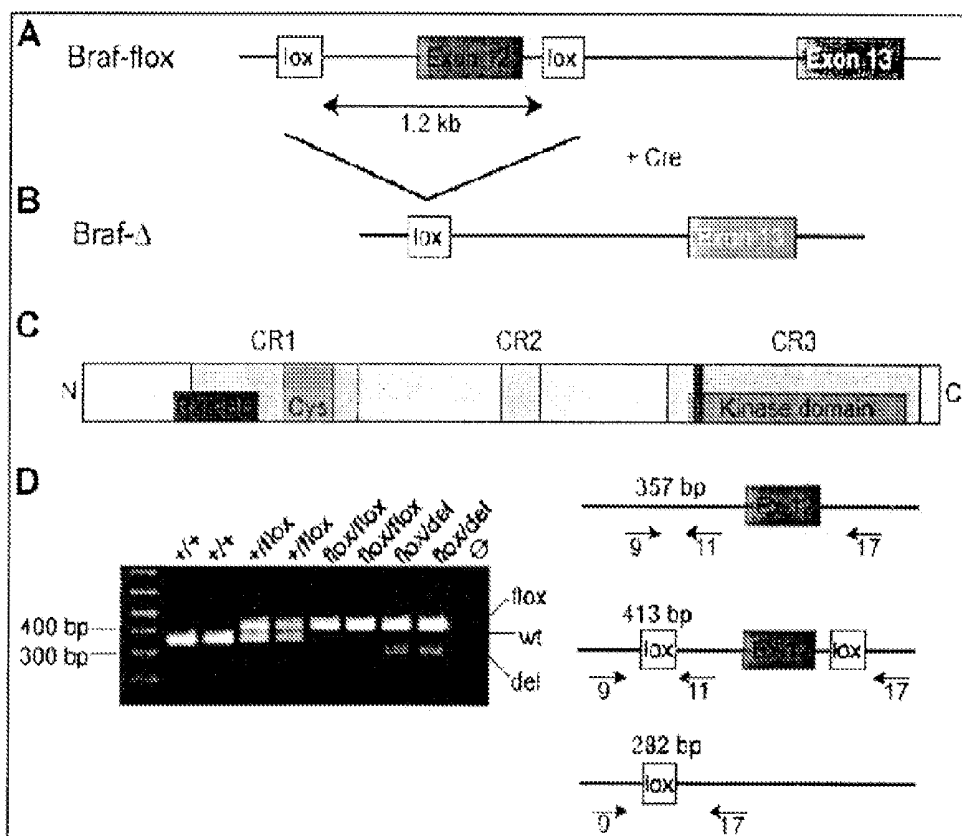 A
Braf-flox
lox
Exon 12
lox
Exon 13
1.2 kb
+ Cre
B
Braf-Δ
lox
C
CR1
CR2
CR3
N
Cys
Kinase domain
C
D
+/+
+/+
+/flox
+/flox
flox/flox
flox/flox
flox/del
flox/del
Ø
400 bp
300 bp
flox
wt
del
357 bp
9
11
17
413 bp
lox
lox
9
11
17
282 bp
lox
9
17